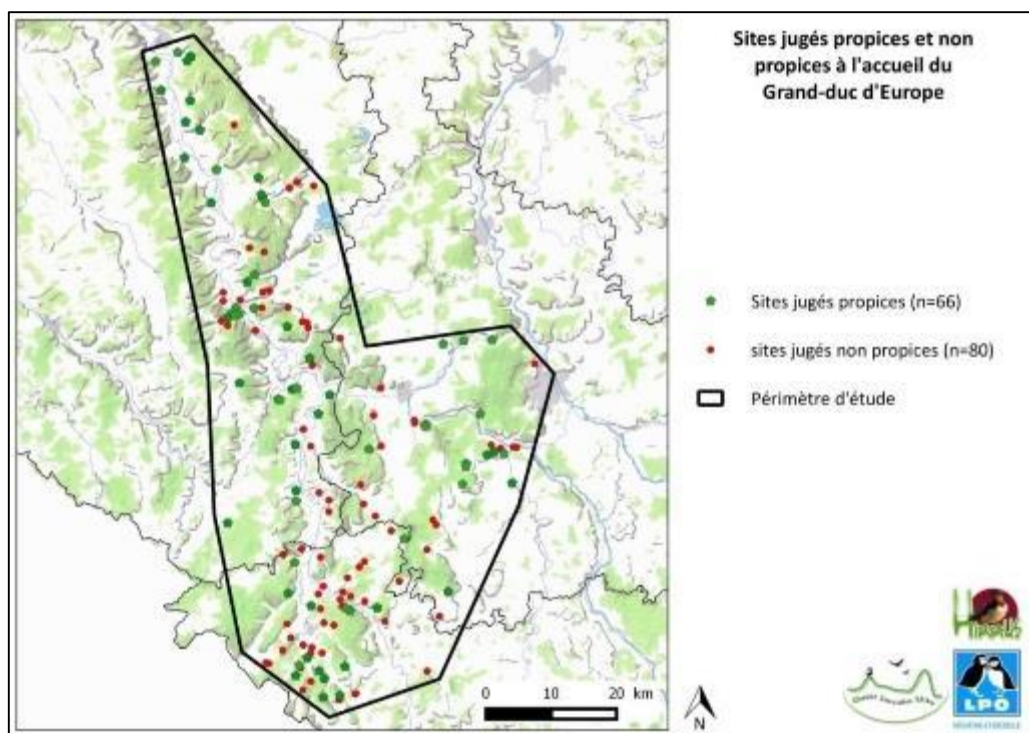 Sites jugés propices et non
propices à l'accueil du
Grand-duc d'Europe
Sites jugés propices (n=66)
sites jugés non propices (n=80)
Périmètre d'étude
0 10 20 km
N
LPO